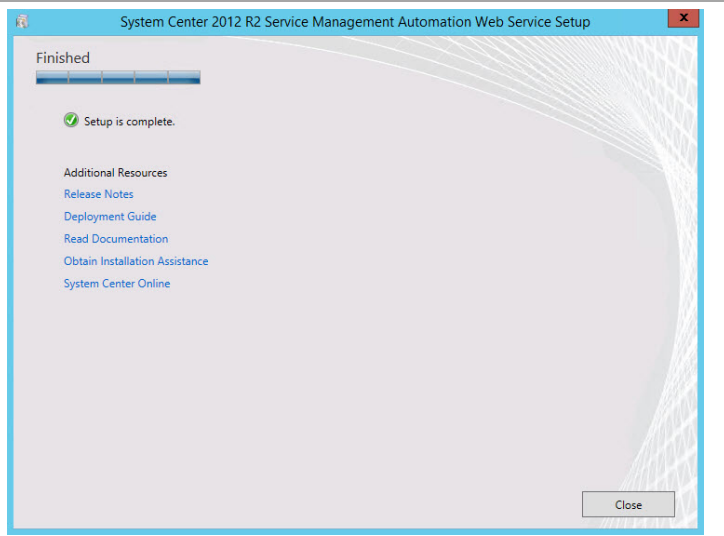 System Center 2012 R2 Service Management Automation Web Service Setup
x
Finished
Setup is complete.
Additional Resources
Release Notes
Deployment Guide
Read Documentation
Obtain Installation Assistance
System Center Online
Close